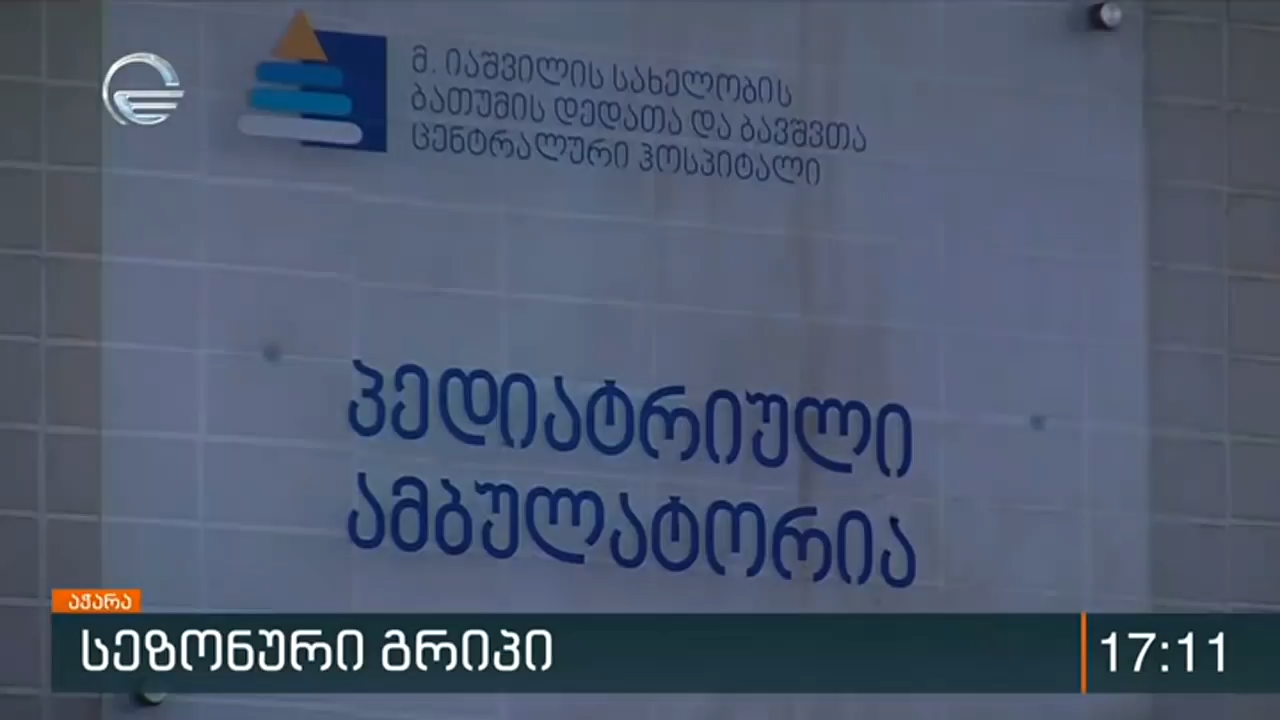 მ. იაშვილის სახელობის
ბათუმის დედათა და ბავშვთა
ცენტრალური ჰოსპიტალი
პედიატრიული
ამბულატორია
აჭარა
სეზონური გრიპი
17:11